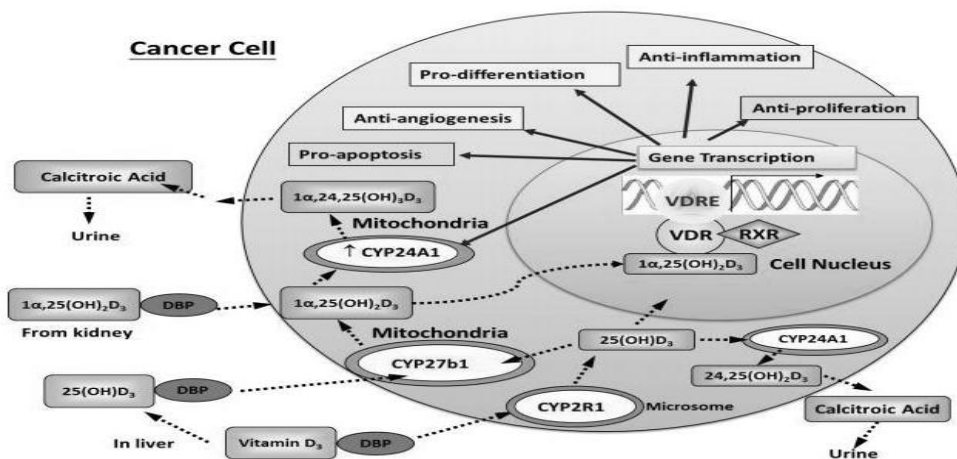 Cancer Cell
Anti-inflammation
Pro-differentiation
Anti-proliferation
Anti-angiogenesis
Pro-apoptosis
Gene Transcription
Calcitroic Acid
1α,24,25(OH)₃D₃
VDRE
Mitochondria
Urine
↑ CYP24A1
VDR
RXR
1α,25(OH)₂D₃
Cell Nucleus
1α,25(OH)₂D₃
DBP
1α,25(OH)₂D₃
From kidney
Mitochondria
25(OH)D₃
CYP24A1
CYP27b1
24,25(OH)₂D₃
25(OH)D₃
DBP
CYP2R1
Microsome
Calcitroic Acid
In liver
Vitamin D₃
DBP
Urine